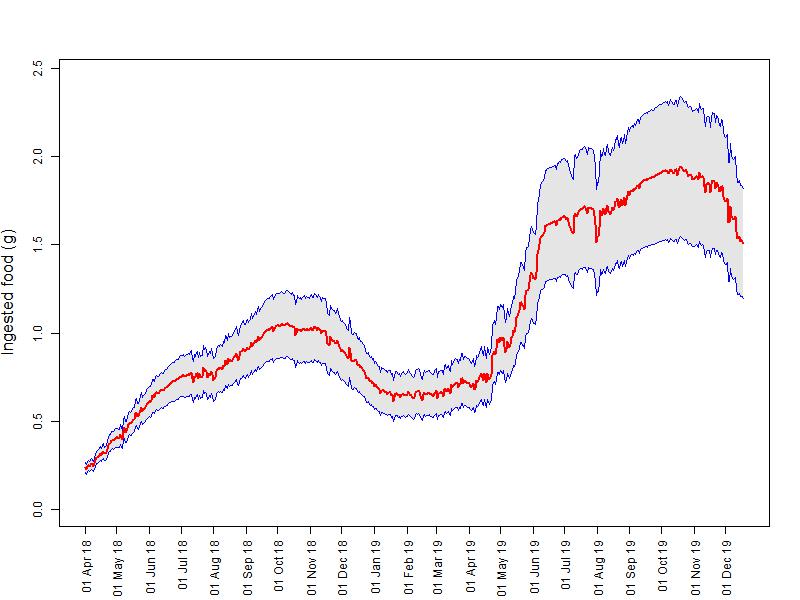 Ingested food (g)
2.5
2.0
1.5
1.0
0.5
0.0
01 Apr 18
01 May 18
01 Jun 18
01 Jul 18
01 Aug 18
01 Sep 18
01 Oct 18
01 Nov 18
01 Dec 18
01 Jan 19
01 Feb 19
01 Mar 19
01 Apr 19
01 May 19
01 Jun 19
01 Jul 19
01 Aug 19
01 Sep 19
01 Oct 19
01 Nov 19
01 Dec 19